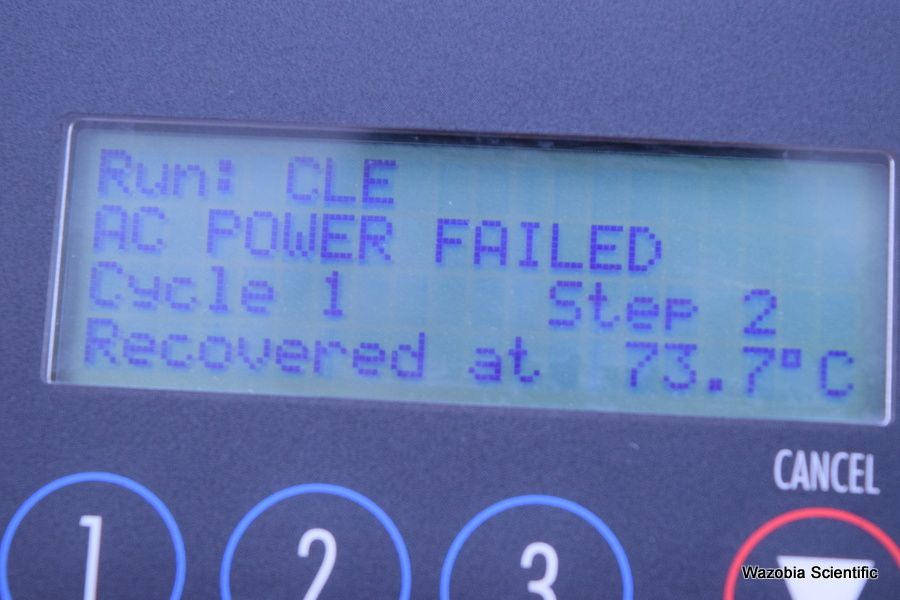 Run: CLE
AC POWER FAILED
Cycle 1 Step 2
Recovered at 73.7°C
CANCEL
1 2 3
Wazobia Scientific